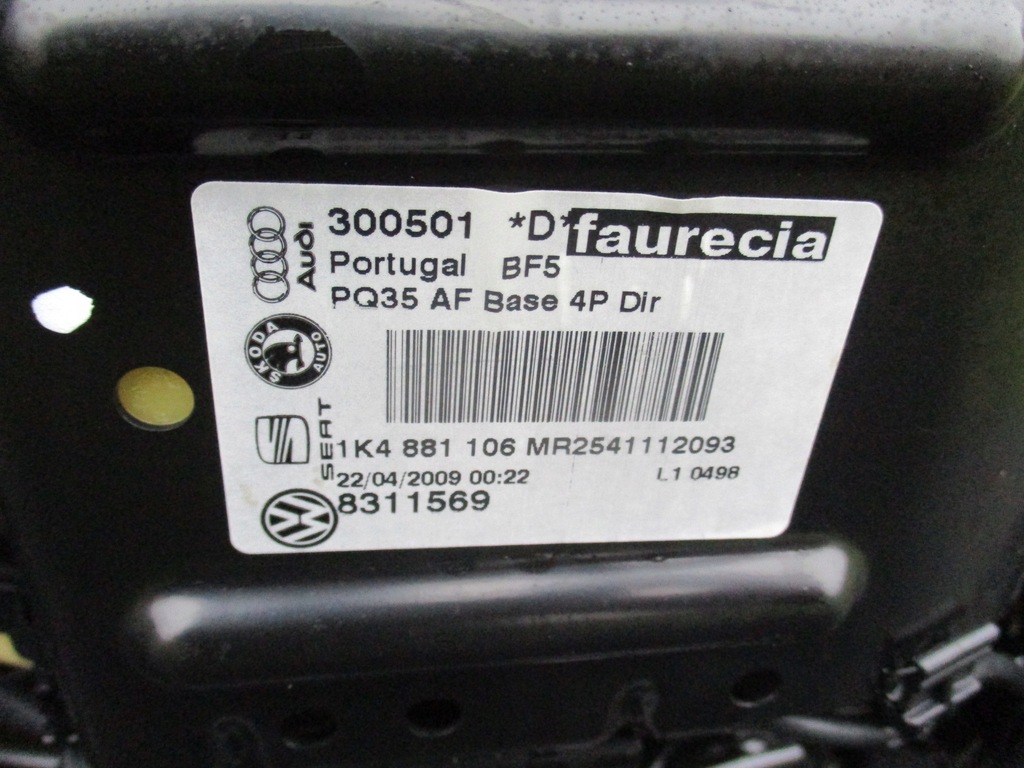 300501 *D* faurecia
Portugal BF5
PQ35 AF Base 4P Dir
1K4 881 106 MR2541112093
22/04/2009 00:22 L1 0498
8311569
Audi
SKODA AUTO
SEAT